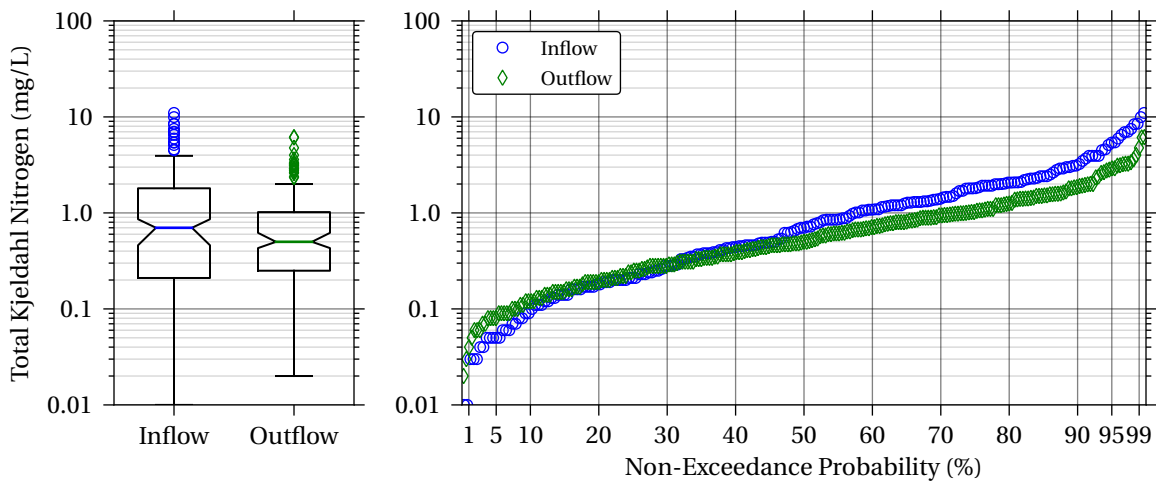 Total Kjeldahl Nitrogen (mg/L)
100
10
1.0
0.1
0.01
Inflow
Outflow
100
10
1.0
0.1
0.01
Inflow
Outflow
1 5 10 20 30 40 50 60 70 80 90 95 99
Non-Exceedance Probability (%)